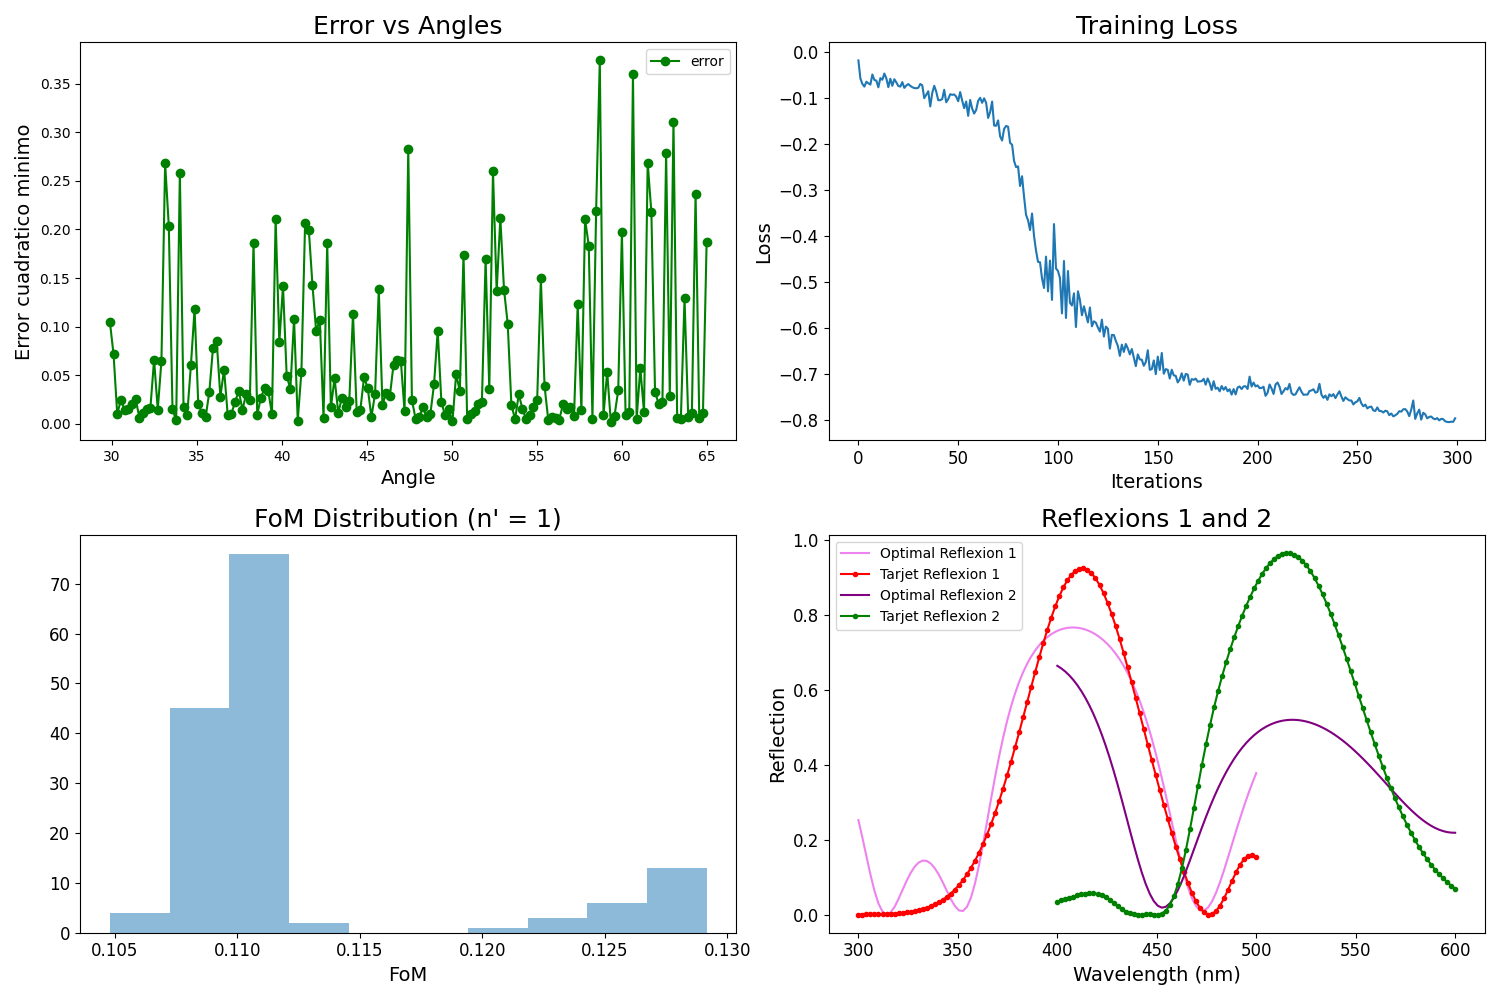 Error vs Angles
error
Error cuadratico minimo
0.35
0.30
0.25
0.20
0.15
0.10
0.05
0.00
30 35 40 45 50 55 60 65
Angle
Training Loss
Loss
0.0
−0.1
−0.2
−0.3
−0.4
−0.5
−0.6
−0.7
−0.8
0 50 100 150 200 250 300
Iterations
FoM Distribution (n' = 1)
70
60
50
40
30
20
10
0
0.105 0.110 0.115 0.120 0.125 0.130
FoM
Reflexions 1 and 2
Optimal Reflexion 1
Tarjet Reflexion 1
Optimal Reflexion 2
Tarjet Reflexion 2
Reflection
1.0
0.8
0.6
0.4
0.2
0.0
300 350 400 450 500 550 600
Wavelength (nm)